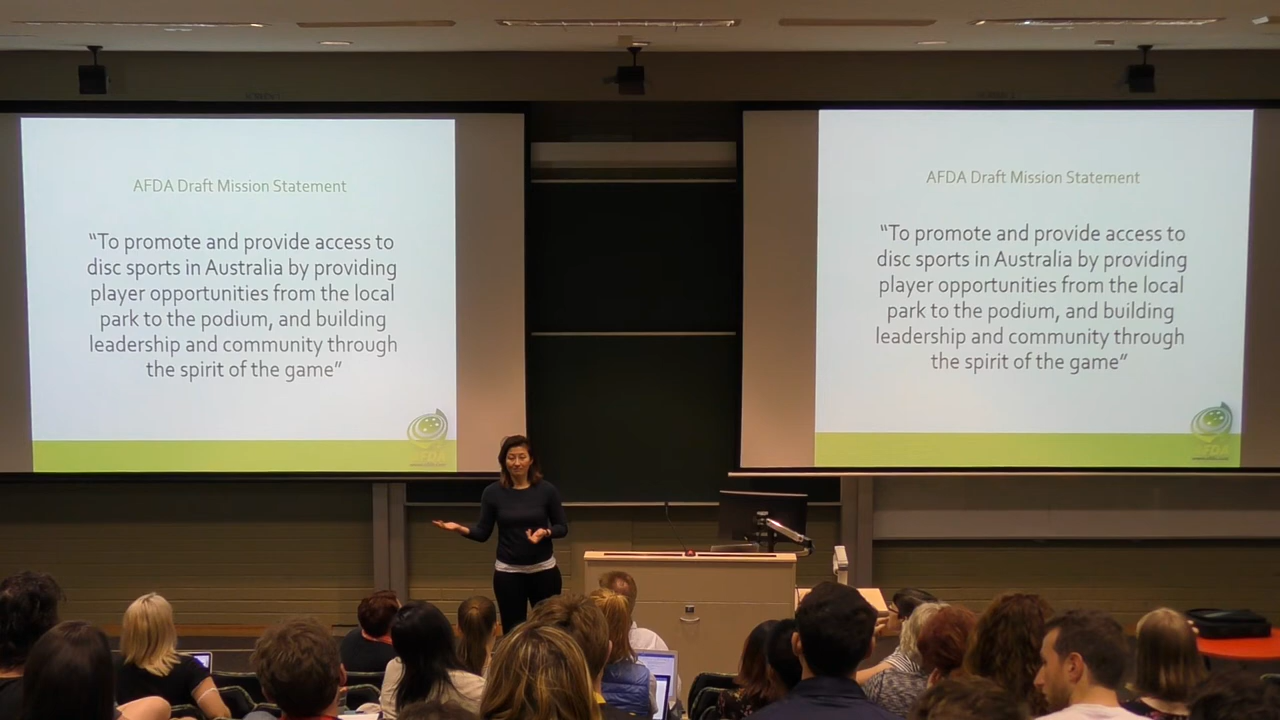 AFDA Draft Mission Statement
“To promote and provide access to
disc sports in Australia by providing
player opportunities from the local
park to the podium, and building
leadership and community through
the spirit of the game”
AFDA
AFDA Draft Mission Statement
“To promote and provide access to
disc sports in Australia by providing
player opportunities from the local
park to the podium, and building
leadership and community through
the spirit of the game”
AFDA